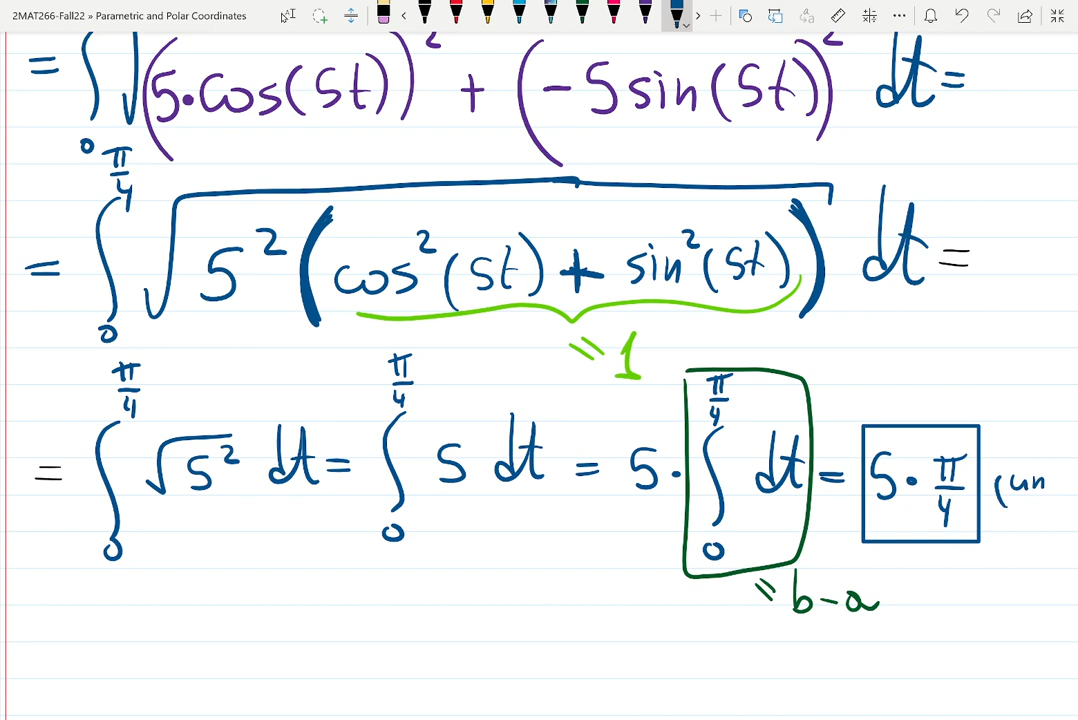 2MAT266-Fall22 » Parametric and Polar Coordinates
= ∫₀ √((5·cos(5t))² + (-5sin(5t))²) dt =
= ∫₀^(π/4) √(5²(cos²(5t) + sin²(5t))) dt =
= 1
= ∫₀^(π/4) √5² dt = ∫₀^(π/4) 5 dt = 5· ∫₀^(π/4) dt = 5·π/4 (un
= b-a